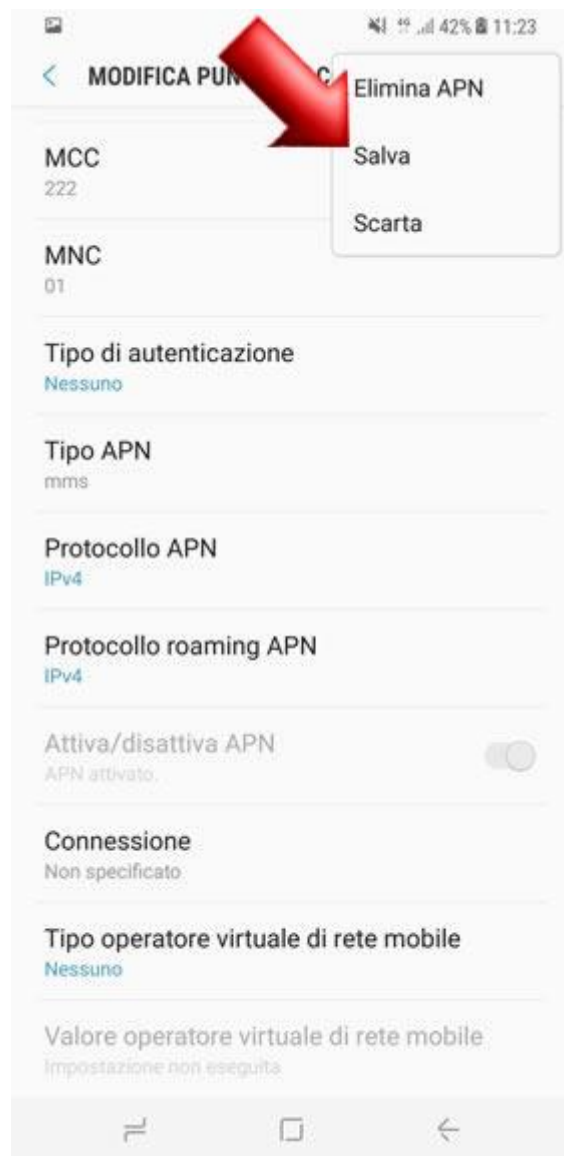 42% 11:23
MODIFICA
Elimina APN
Salva
Scarta
MCC
222
MNC
01
Tipo di autenticazione
Nessuno
Tipo APN
mms
Protocollo APN
IPv4
Protocollo roaming APN
IPv4
Attiva/disattiva APN
APN attivato.
Connessione
Non specificato
Tipo operatore virtuale di rete mobile
Nessuno
Valore operatore virtuale di rete mobile
Impostazione non eseguita